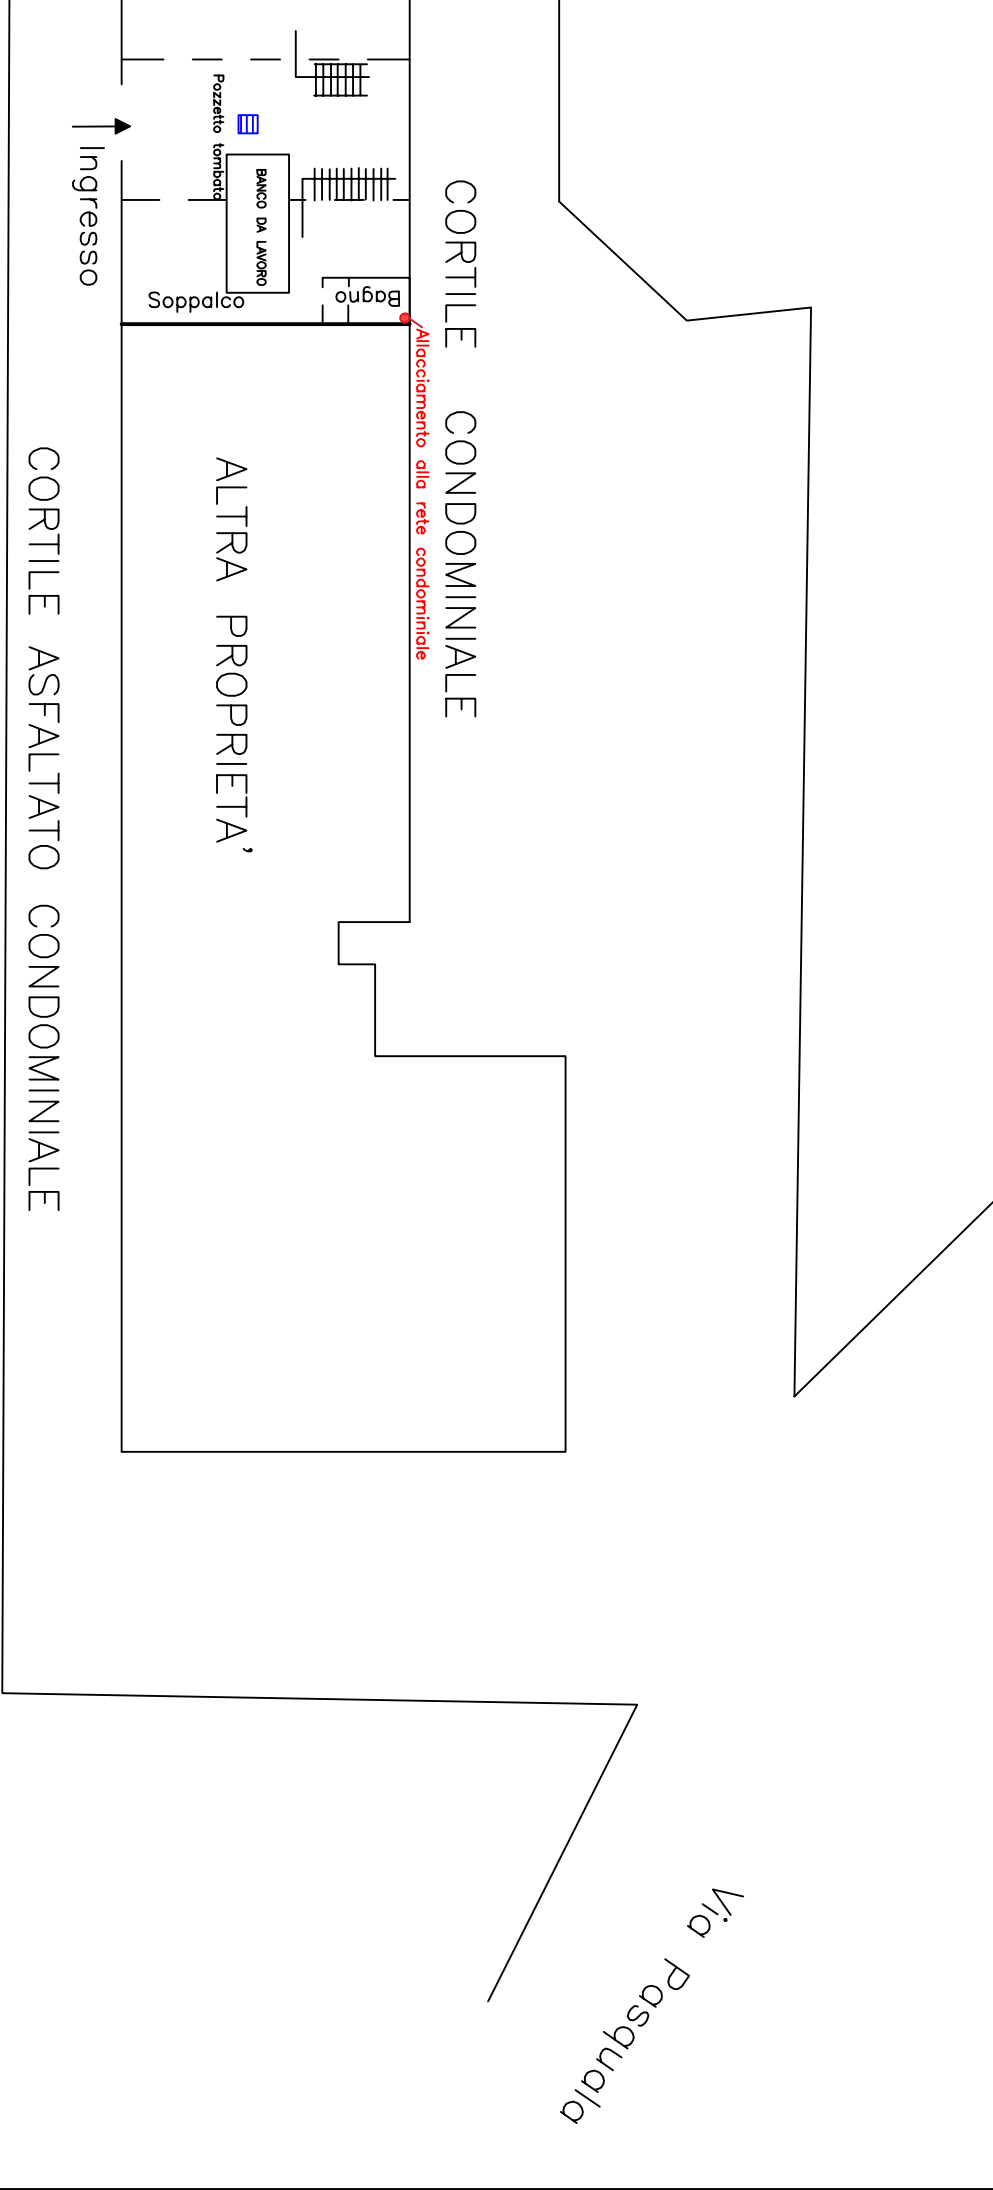 Pozzetto tombato
Ingresso
BANCO DA LAVORO
Soppalco
Bagno
Allacciamento alla rete condominiale
CORTILE CONDOMINIALE
ALTRA PROPRIETA'
CORTILE ASFALTATO CONDOMINIALE
Via Pasquala